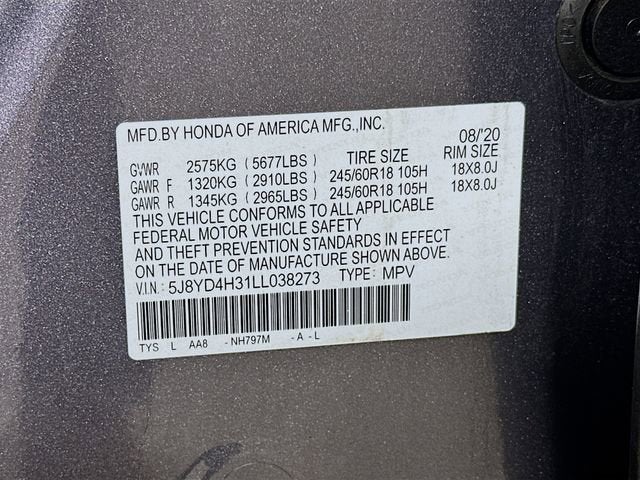 MFD.BY HONDA OF AMERICA MFG.,INC. 08/'20
GVWR 2575KG (5677LBS) TIRE SIZE RIM SIZE
GAWR F 1320KG (2910LBS) 245/60R18 105H 18X8.0J
GAWR R 1345KG (2965LBS) 245/60R18 105H 18X8.0J
THIS VEHICLE CONFORMS TO ALL APPLICABLE
FEDERAL MOTOR VEHICLE SAFETY
AND THEFT PREVENTION STANDARDS IN EFFECT
ON THE DATE OF MANUFACTURE SHOWN ABOVE.
V.I.N: 5J8YD4H31LL038273 TYPE: MPV
TYS L AA8 - NH797M - A - L